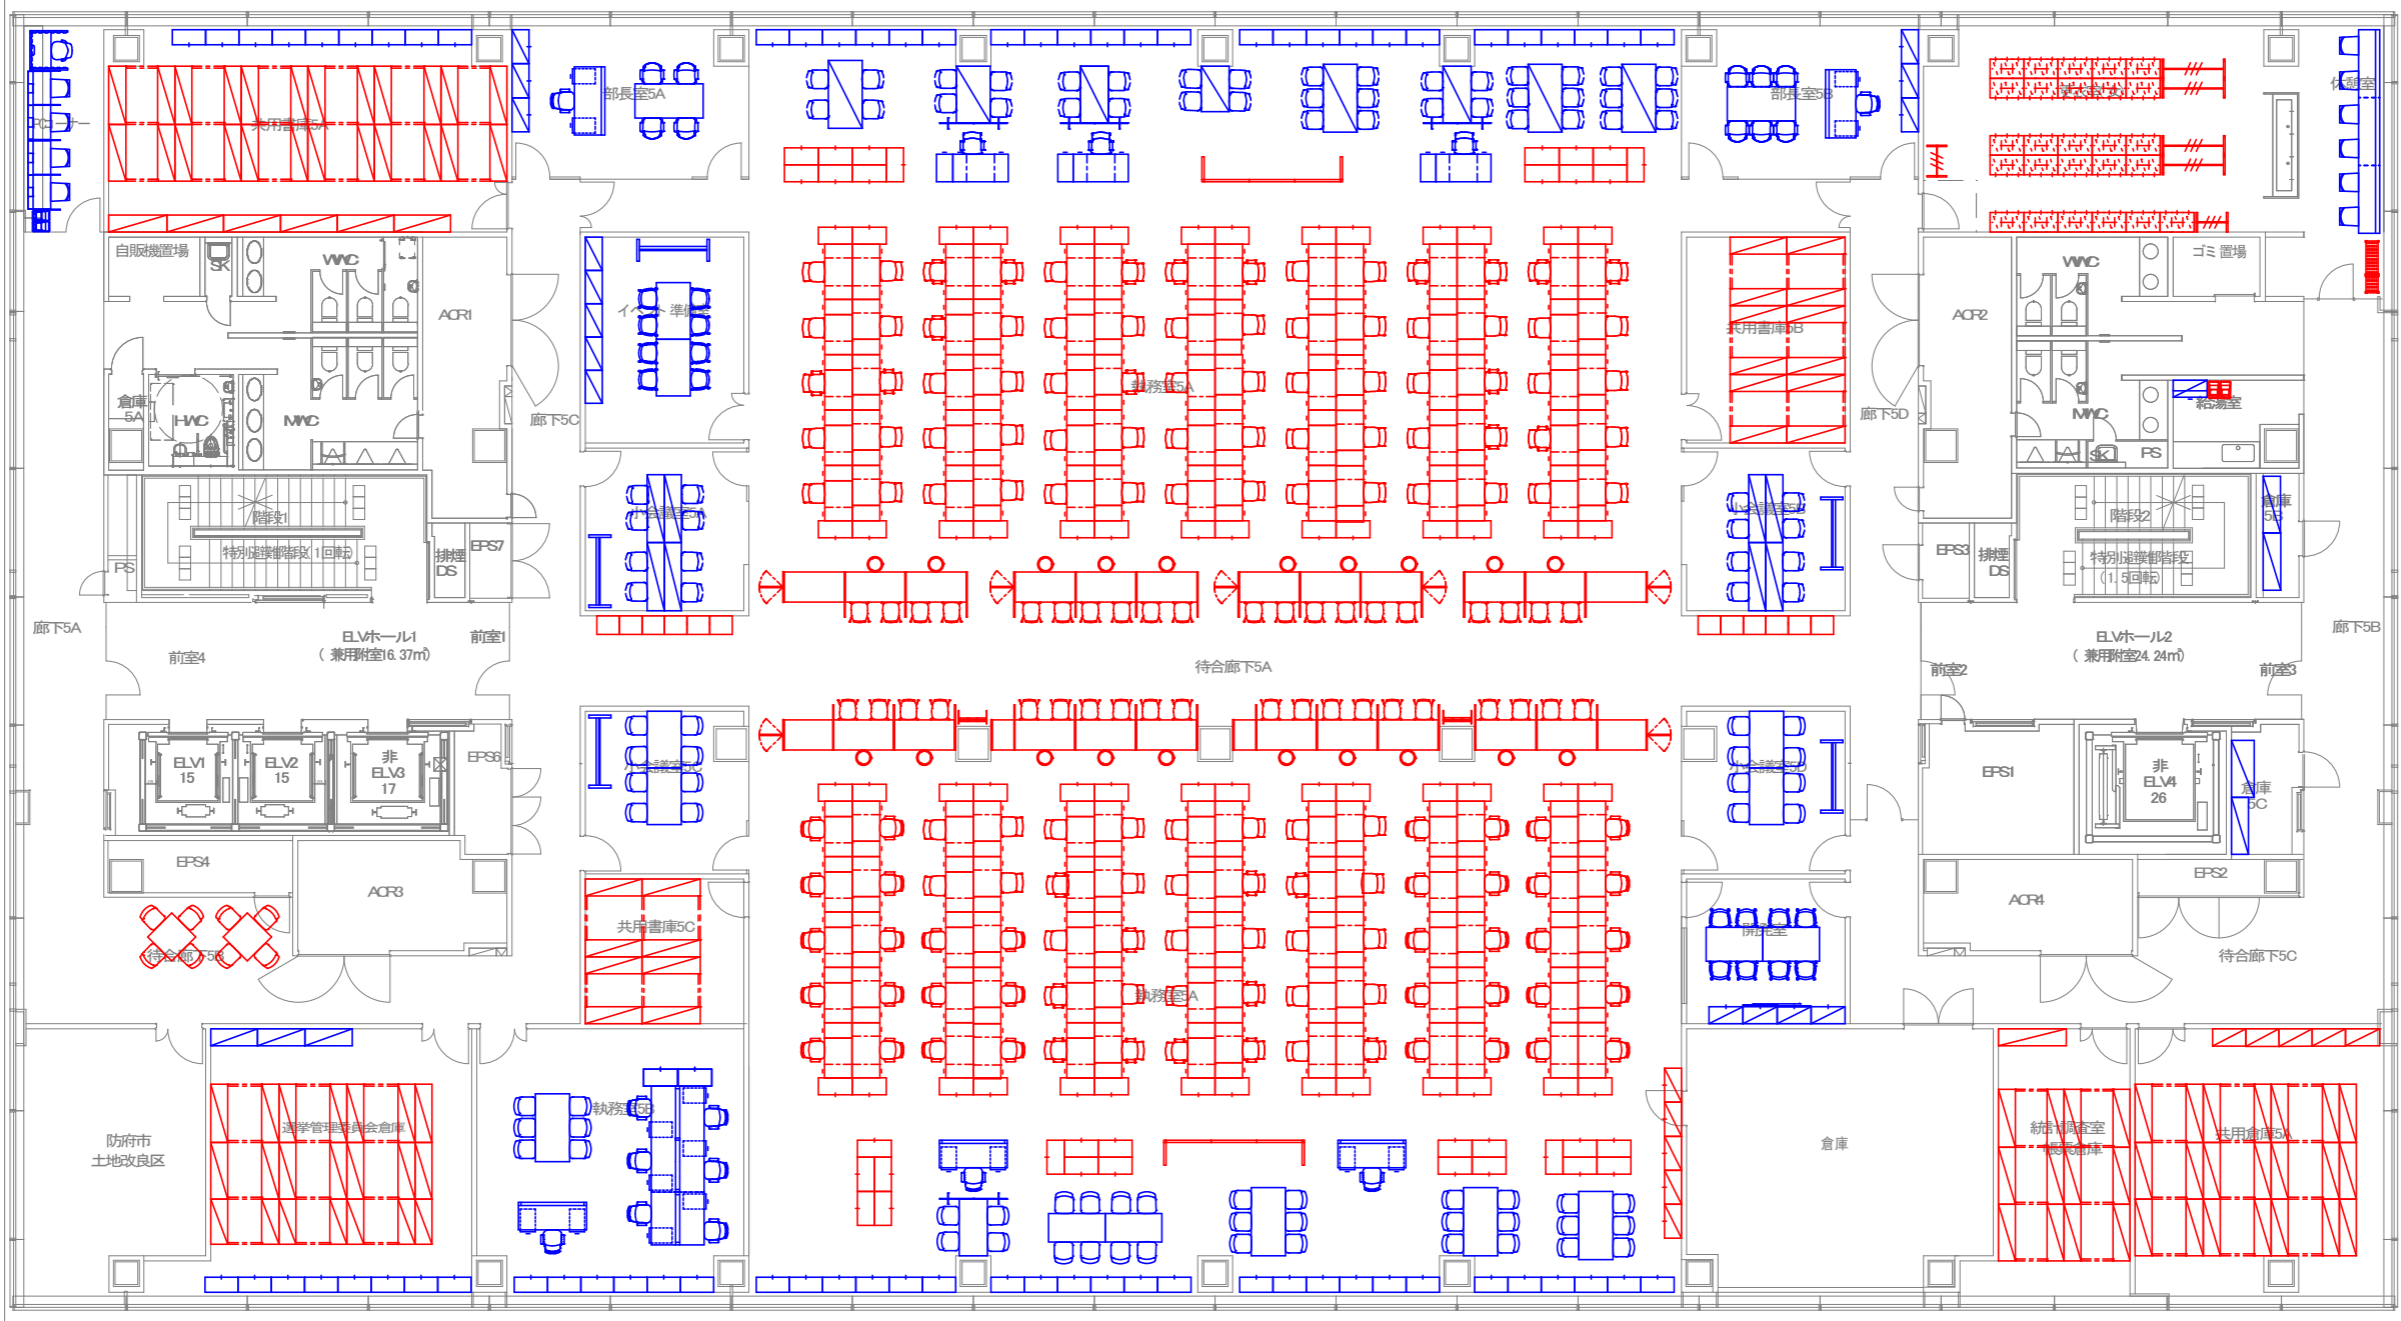 PCコーナー
共用書庫5A
部長室5A
部長室5B
休憩室
自販機置場
SK
WWC
ACR1
イベント準備室
執務室5A
共用書庫5B
ACR2
WWC
ゴミ置場
倉庫
5A
HWC
MWC
廊下5C
廊下5D
MWC
SK
PS
給湯室
階段1
特別避難階段(1回転)
PS
排煙
DS
EPS7
小会議室5A
小会議室5B
EPS3
排煙
DS
階段2
特別避難階段
(1.5回転)
倉庫
5B
廊下5A
前室4
ELVホール1
(兼用附室16.37㎡)
前室1
待合廊下5A
前室2
ELVホール2
(兼用附室24.24㎡)
前室3
廊下5B
ELV1
15
ELV2
15
非
ELV3
17
EPS6
小会議室5C
小会議室5D
EPS1
非
ELV4
26
倉庫
5C
EPS4
ACR3
共用書庫5C
開発室
ACR4
EPS2
待合廊下5B
待合廊下5C
執務室5A
防府市
土地改良区
選挙管理委員会倉庫
執務室5B
倉庫
統計調査室
帳票倉庫
共用倉庫5A